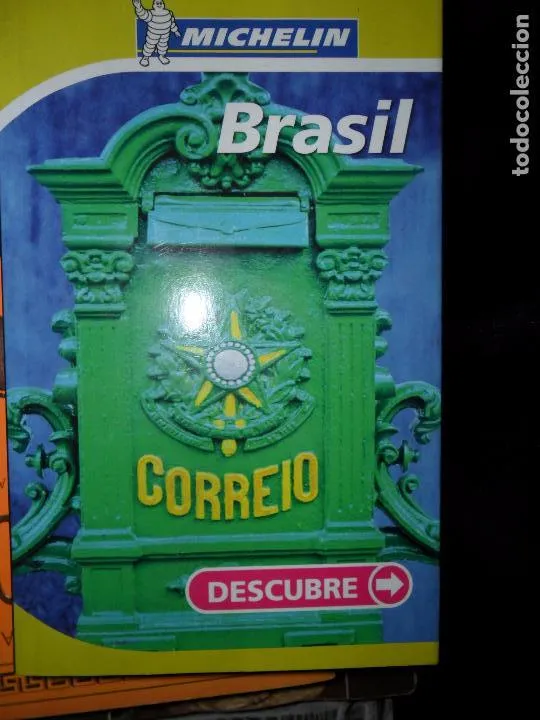 MICHELIN
Brasil
CORREIO
DESCUBRE
todocoleccion